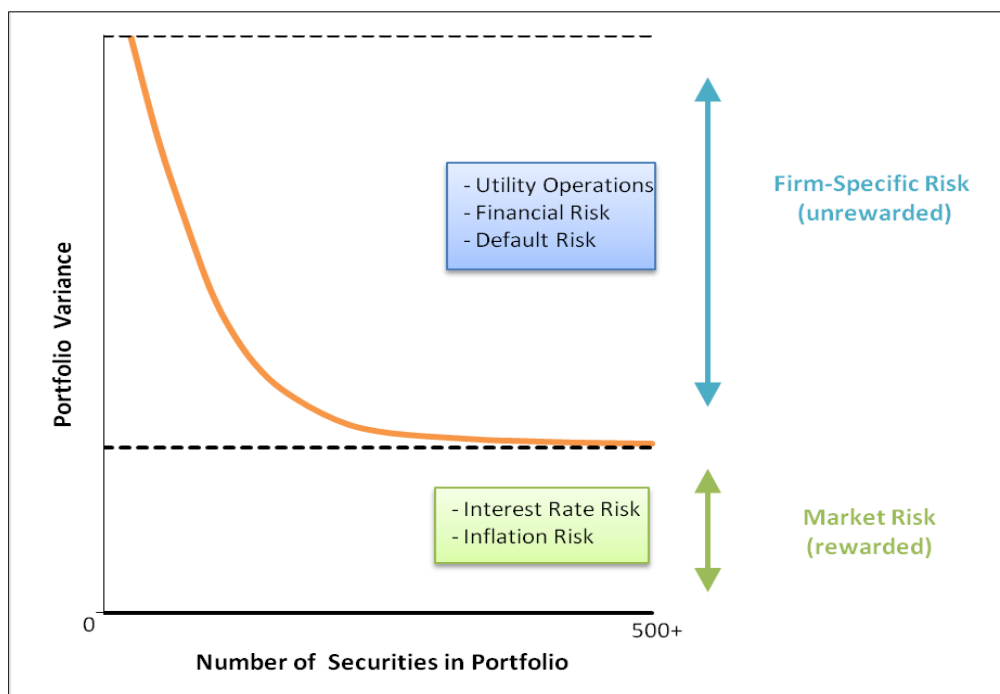 Portfolio Variance
- Utility Operations
- Financial Risk
- Default Risk
Firm-Specific Risk
(unrewarded)
- Interest Rate Risk
- Inflation Risk
Market Risk
(rewarded)
0
500+
Number of Securities in Portfolio